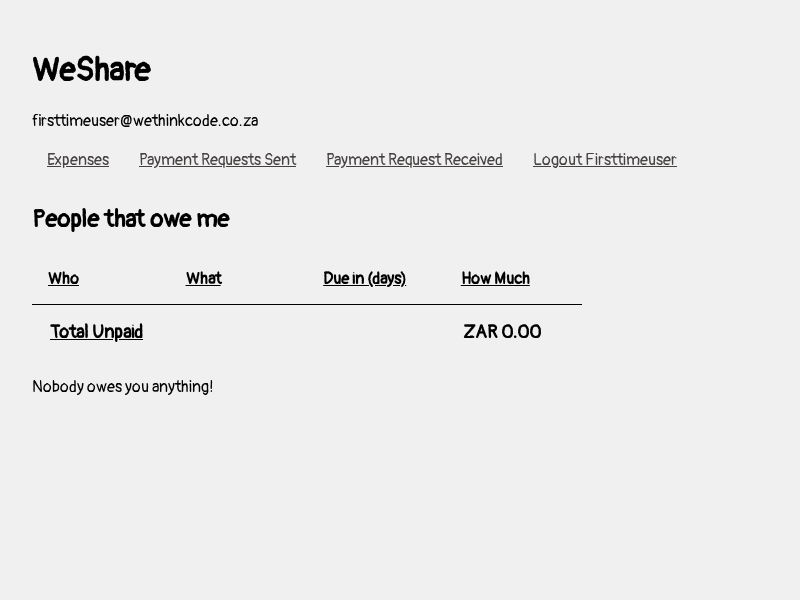 WeShare
firsttimeuser@wethinkcode.co.za
Expenses Payment Requests Sent Payment Request Received Logout Firsttimeuser
People that owe me
Who What Due in (days) How Much
Total Unpaid ZAR 0.00
Nobody owes you anything!